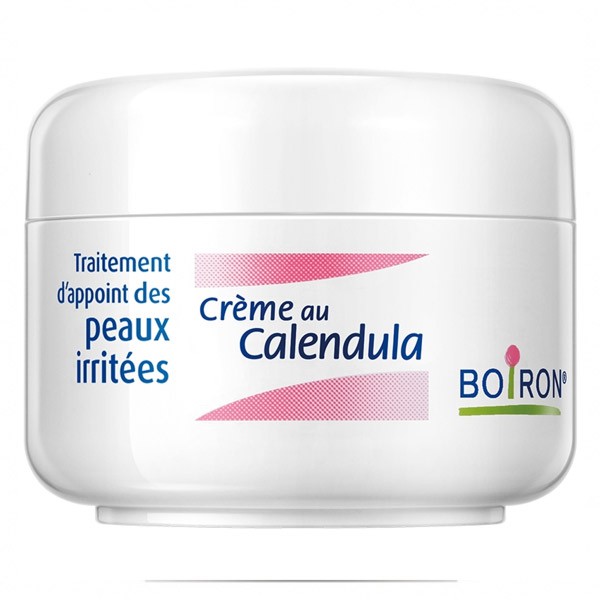 Traitement
d'appoint des
peaux
irritées
Crème au
Calendula
BOIRON®